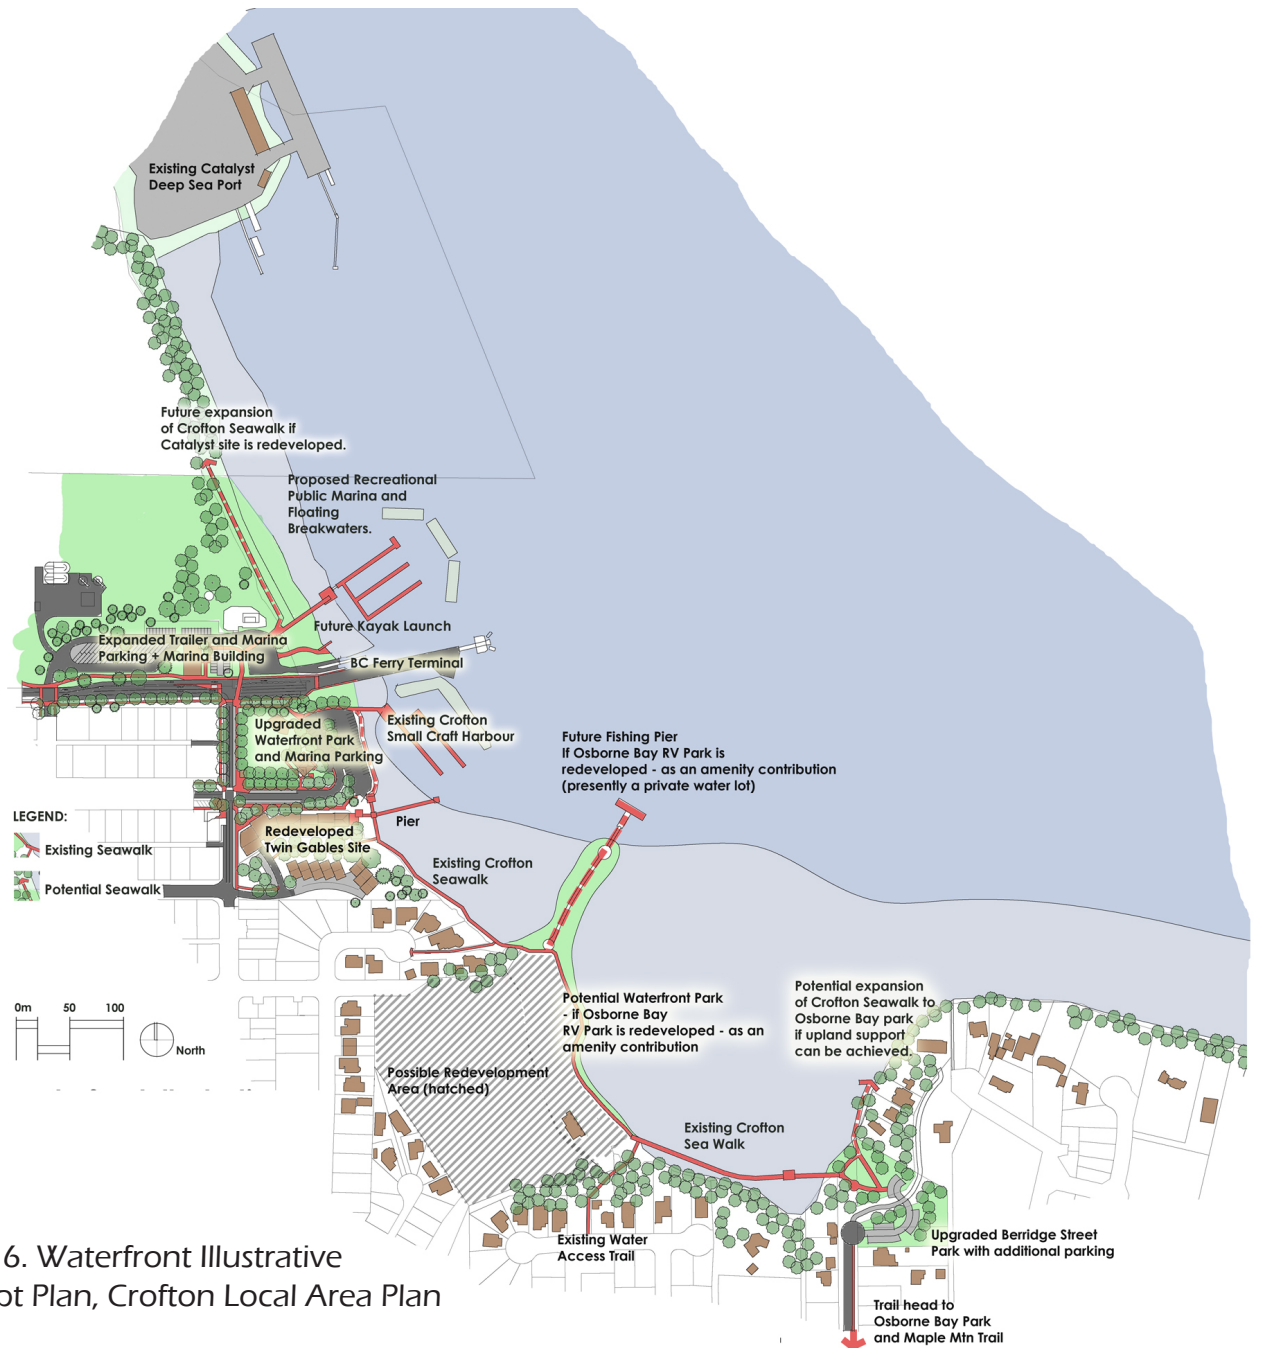 Existing Catalyst
Deep Sea Port
Future expansion
of Crofton Seawalk if
Catalyst site is redeveloped.
Proposed Recreational
Public Marina and
Floating
Breakwaters.
Future Kayak Launch
Expanded Trailer and Marina
Parking + Marina Building
BC Ferry Terminal
Existing Crofton
Small Craft Harbour
Upgraded
Waterfront Park
and Marina Parking
Future Fishing Pier
If Osborne Bay RV Park is
redeveloped - as an amenity contribution
(presently a private water lot)
LEGEND:
Existing Seawalk
Potential Seawalk
Pier
Redeveloped
Twin Gables Site
Existing Crofton
Seawalk
Potential Waterfront Park
- if Osborne Bay
RV Park is redeveloped - as an
amenity contribution
Potential expansion
of Crofton Seawalk to
Osborne Bay park
if upland support
can be achieved.
0m 50 100
North
Possible Redevelopment
Area (hatched)
Existing Crofton
Sea Walk
Existing Water
Access Trail
Upgraded Berridge Street
Park with additional parking
Trail head to
Osborne Bay Park
and Maple Mtn Trail
6. Waterfront Illustrative
pt Plan, Crofton Local Area Plan